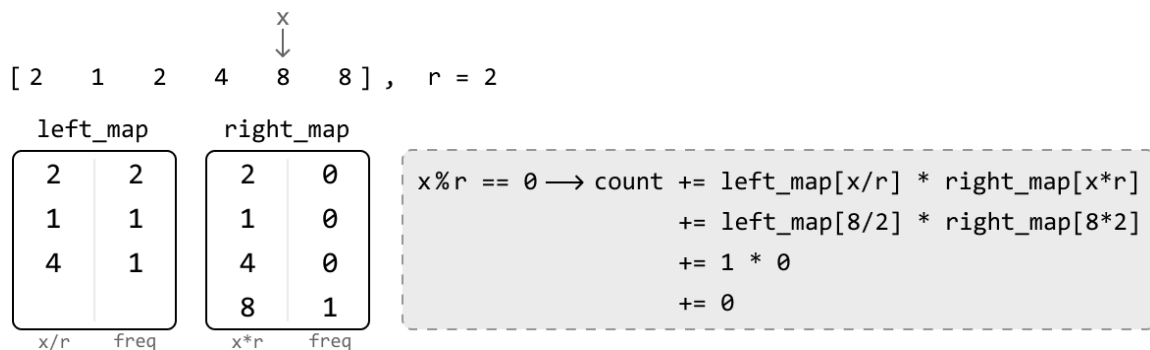 x
[ 2 1 2 4 8 8 ] , r = 2
left_map right_map
2 2 2 0
1 1 1 0
4 1 4 0
8 1
x/r freq x*r freq
x%r == 0 ⟶ count += left_map[x/r] * right_map[x*r]
+= left_map[8/2] * right_map[8*2]
+= 1 * 0
+= 0